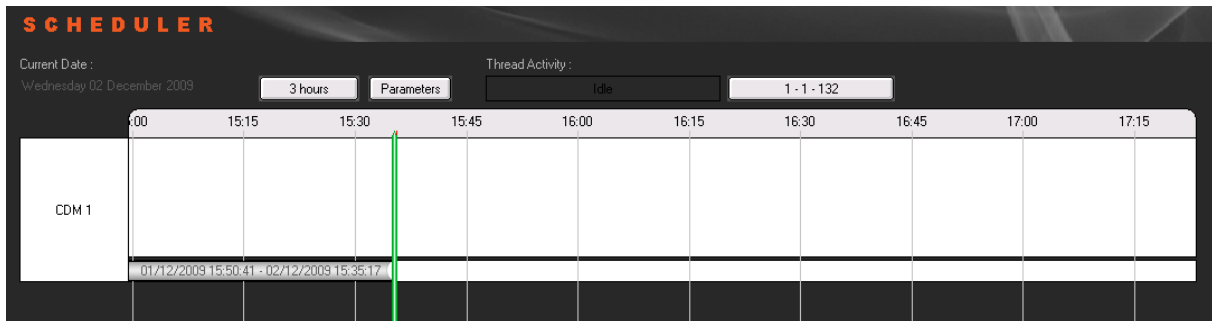 SCHEDULER
Current Date :
Thread Activity :
Wednesday 02 December 2009
3 hours
Parameters
Idle
1 - 1 - 132
:00 15:15 15:30 15:45 16:00 16:15 16:30 16:45 17:00 17:15
CDM 1
01/12/2009 15:50:41 - 02/12/2009 15:35:17